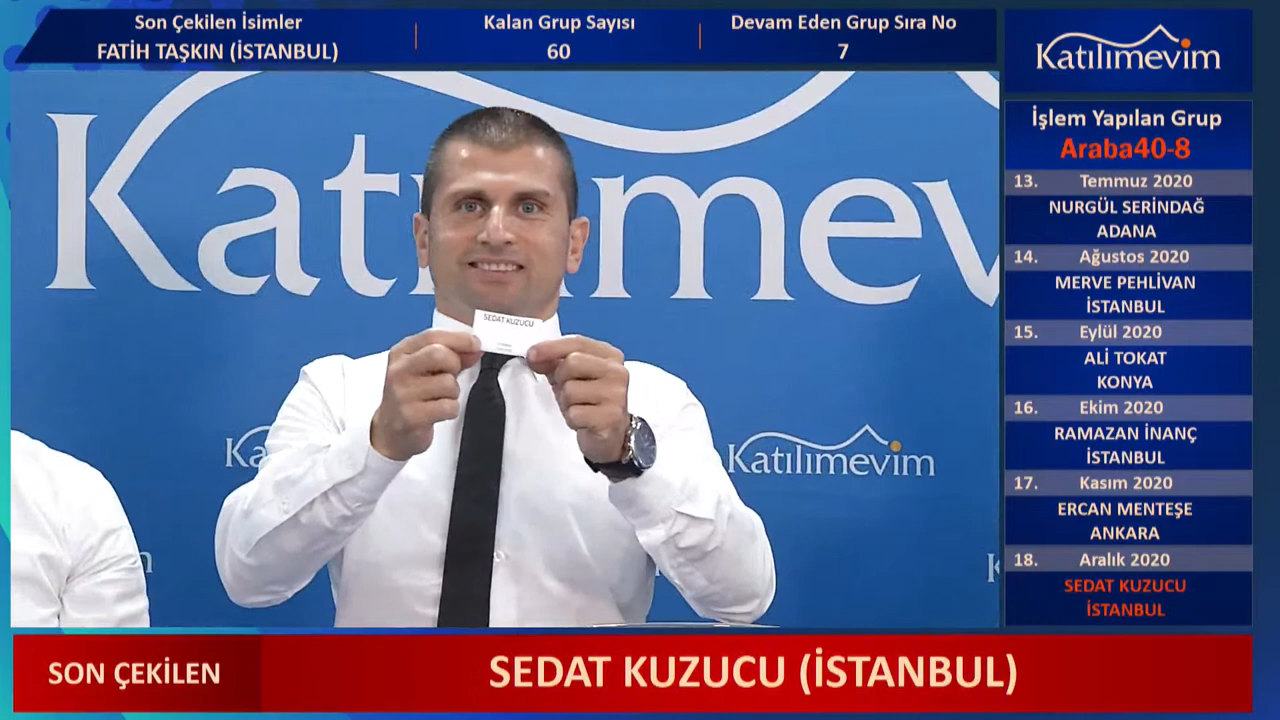 Son Çekilen İsimler
FATİH TAŞKIN (İSTANBUL)
Kalan Grup Sayısı
60
Devam Eden Grup Sıra No
7
Katılımevim
İşlem Yapılan Grup
Araba40-8
13. Temmuz 2020
NURGÜL SERİNDAĞ
ADANA
14. Ağustos 2020
MERVE PEHLİVAN
İSTANBUL
15. Eylül 2020
ALİ TOKAT
KONYA
16. Ekim 2020
RAMAZAN İNANÇ
İSTANBUL
17. Kasım 2020
ERCAN MENTEŞE
ANKARA
18. Aralık 2020
SEDAT KUZUCU
İSTANBUL
Katılımev
SEDAT KUZUCU
Ka
Katılımevim
SON ÇEKİLEN
SEDAT KUZUCU (İSTANBUL)